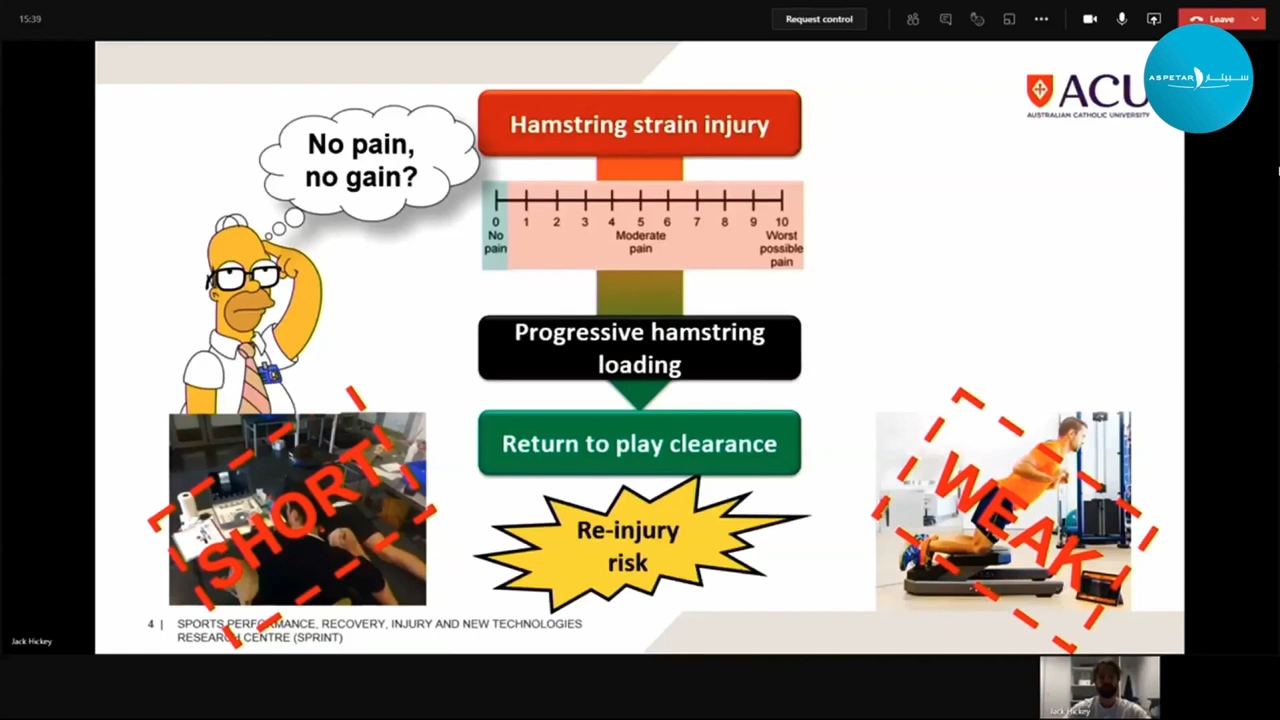 15:39
Request control
Leave
ASPETAR سبيتار
ACU
AUSTRALIAN CATHOLIC UNIVERSITY
No pain,
no gain?
Hamstring strain injury
0 1 2 3 4 5 6 7 8 9 10
No pain
Moderate pain
Worst possible pain
Progressive hamstring
loading
Return to play clearance
SHORT
WEAK
Re-injury
risk
4 | SPORTS PERFORMANCE, RECOVERY, INJURY AND NEW TECHNOLOGIES
RESEARCH CENTRE (SPRINT)
Jack Hickey
Jack Hickey